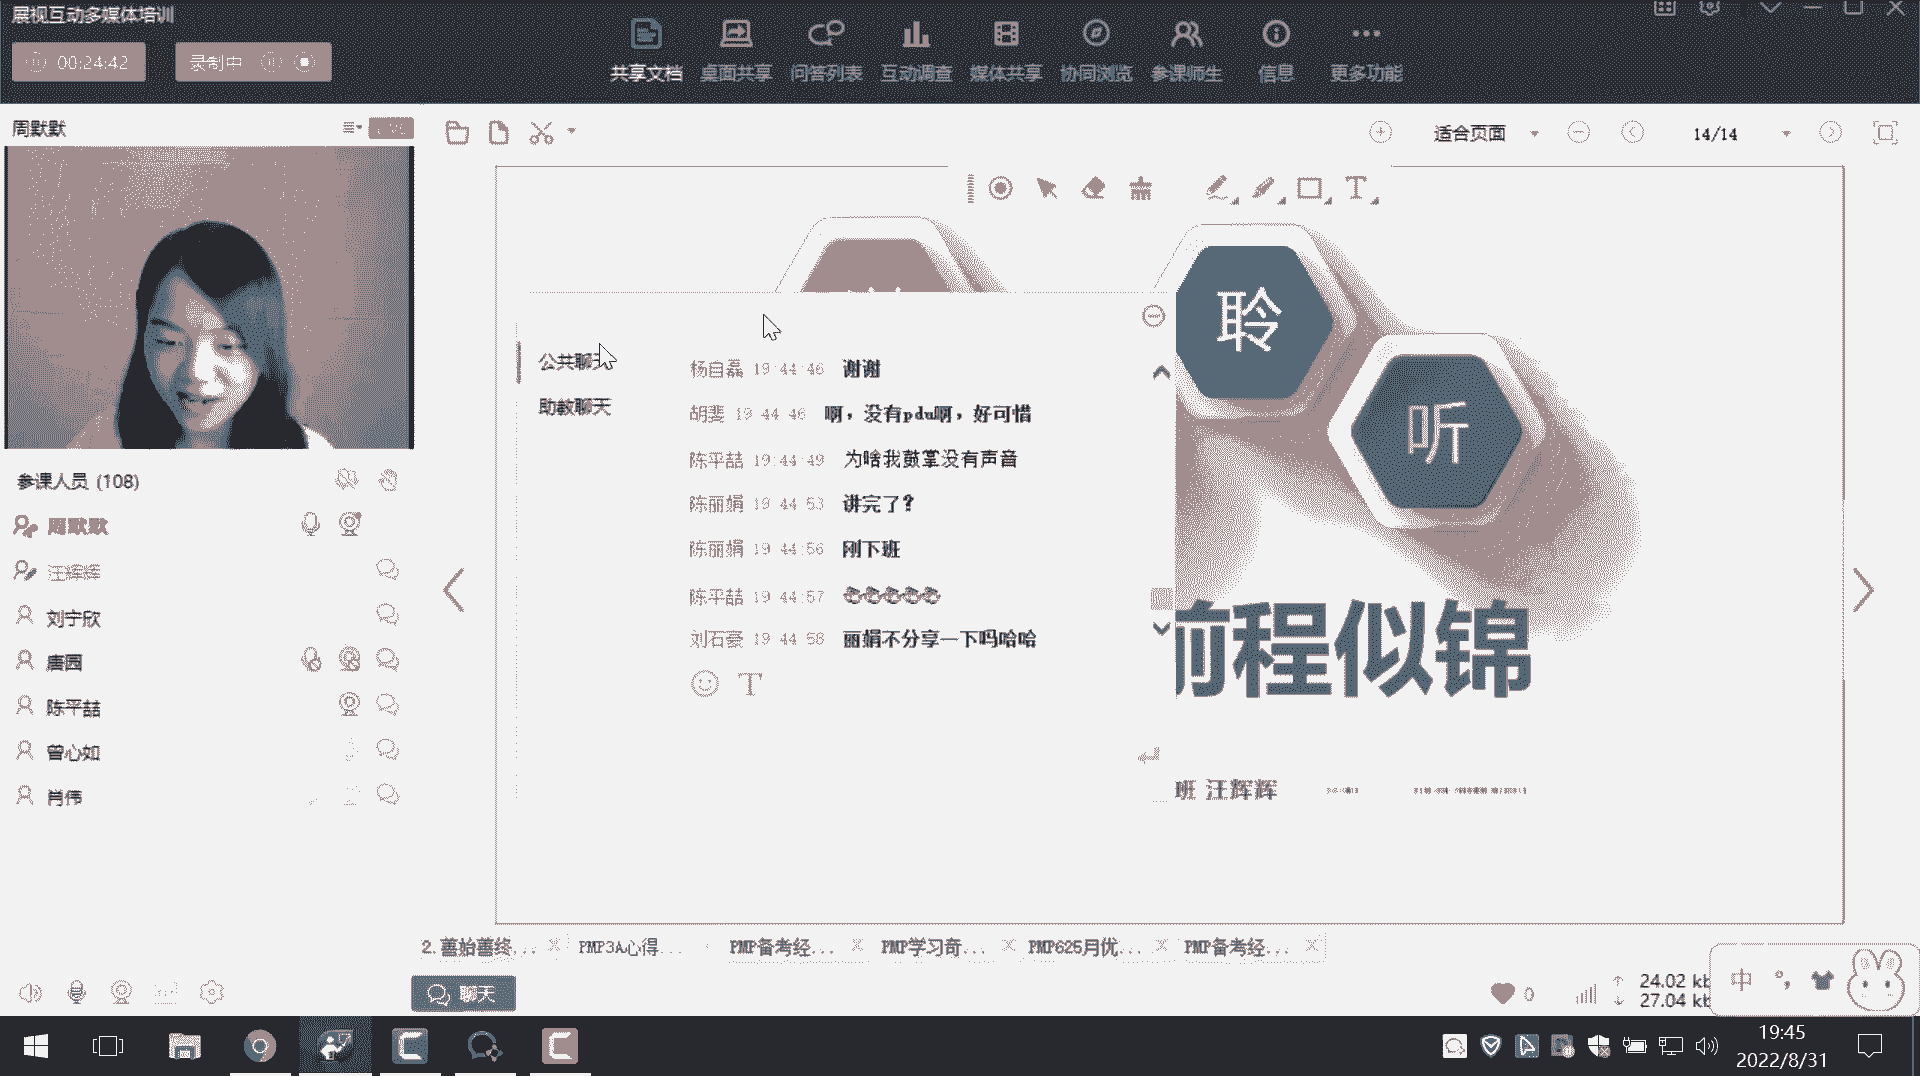 展视互动多媒体培训
00:24:42
录制中
共享文档 桌面共享 问答列表 互动调查 媒体共享 协同浏览 参课师生 信息 更多功能
周默默
适合页面
14/14
参课人员 (108)
周默默
汪辉辉
刘宇欣
唐园
陈平喆
曾心如
肖伟
公共聊天
助教聊天
杨自磊 19:44:46 谢谢
胡斐 19:44:46 啊，没有pdu啊，好可惜
陈平喆 19:44:49 为啥我鼓掌没有声音
陈丽娟 19:44:53 讲完了？
陈丽娟 19:44:56 刚下班
陈平喆 19:44:57
刘石豪 19:44:58 丽娟不分享一下吗哈哈
T
聆
听
前程似锦
班 汪辉辉
2.善始善终... PMP3A心得... PMP备考经... PMP学习奇... PMP625月优... PMP备考经...
聊天
0
24.02 kb
27.04 kb
中
19:45
2022/8/31